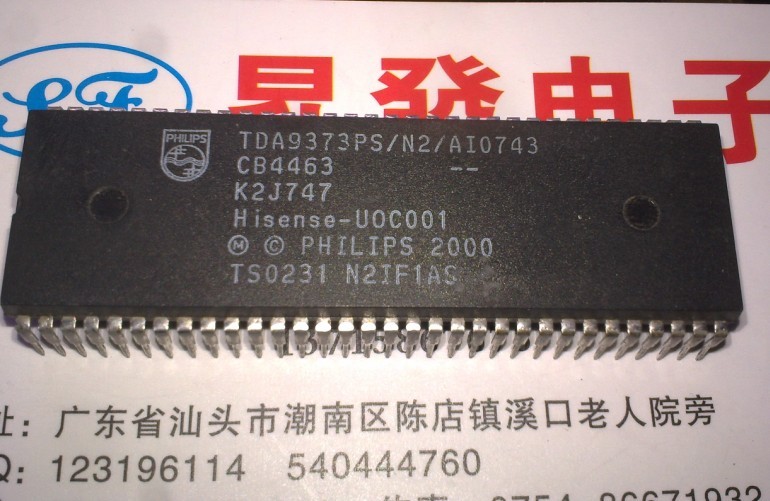 昇發电子
PHILIPS
TDA9373PS/N2/AI0743
CB4463 --
K2J747
Hisense-UOC001
Ⓜ © PHILIPS 2000
TS0231 N2IF1AS
址：广东省汕头市潮南区陈店镇溪口老人院旁
Q：123196114 540444760